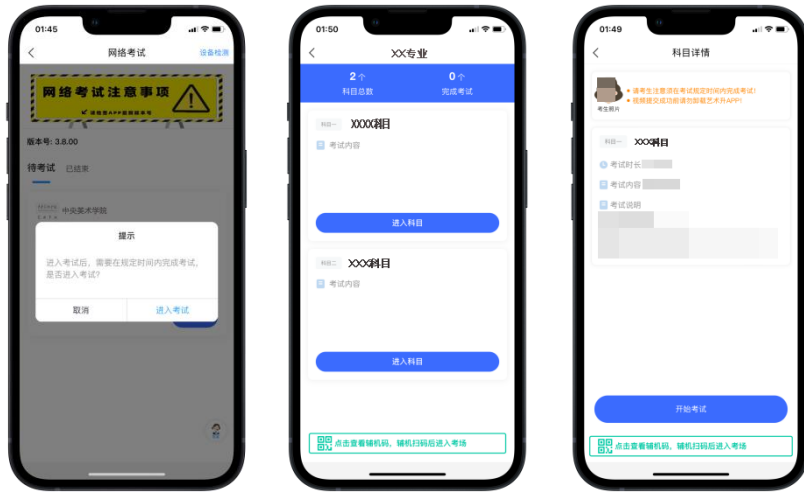 01:45
网络考试
设备检测
网络考试注意事项
版本号: 3.8.00
待考试
已结束
中央美术学院
提示
进入考试后，需要在规定时间内完成考试，
是否进入考试?
取消
进入考试
01:50
XX专业
2个
0个
科目总数
完成考试
科目一
XXXX科目
考试内容
进入科目
科目二
XXX科目
考试内容
进入科目
点击查看辅机码，辅机扫码后进入考场
01:49
科目详情
请考生注意须在考试规定时间内完成考试!
视频提交成功前请勿卸载艺术升APP!
考生照片
科目一
XXX科目
考试时长
考试内容
考试说明
开始考试
点击查看辅机码，辅机扫码后进入考场